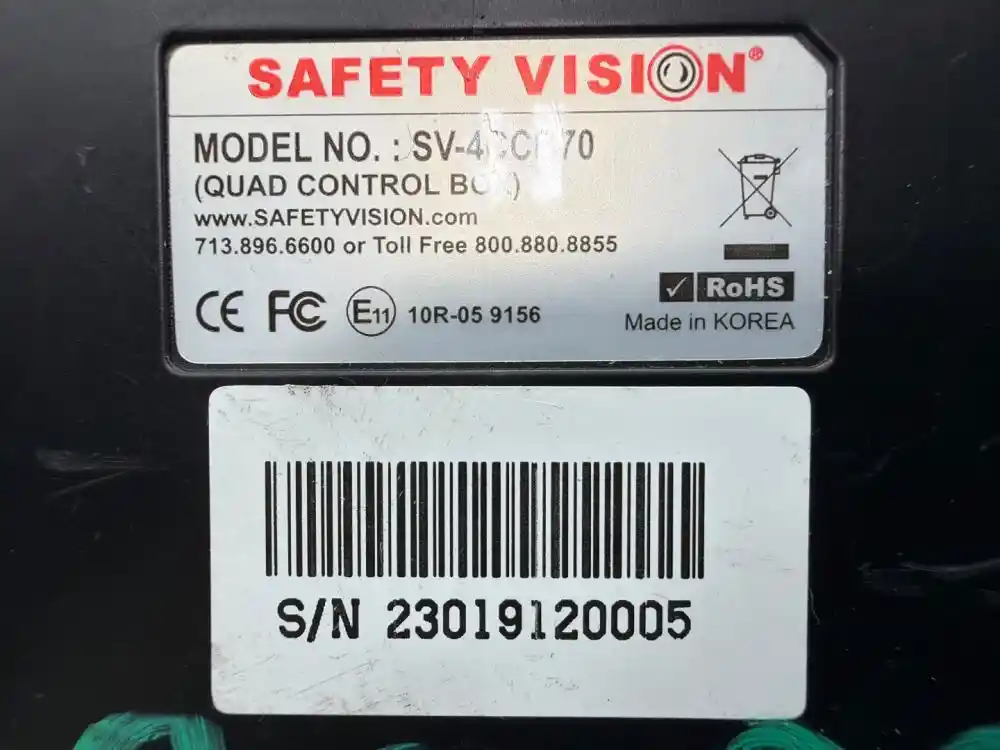 SAFETY VISION®
MODEL NO. :
(QUAD CONTROL BOX)
www.SAFETYVISION.com
713.896.6600 or Toll Free 800.880.8855
CE FC E11 10R-05 9156
RoHS
Made in KOREA
S/N 23019120005